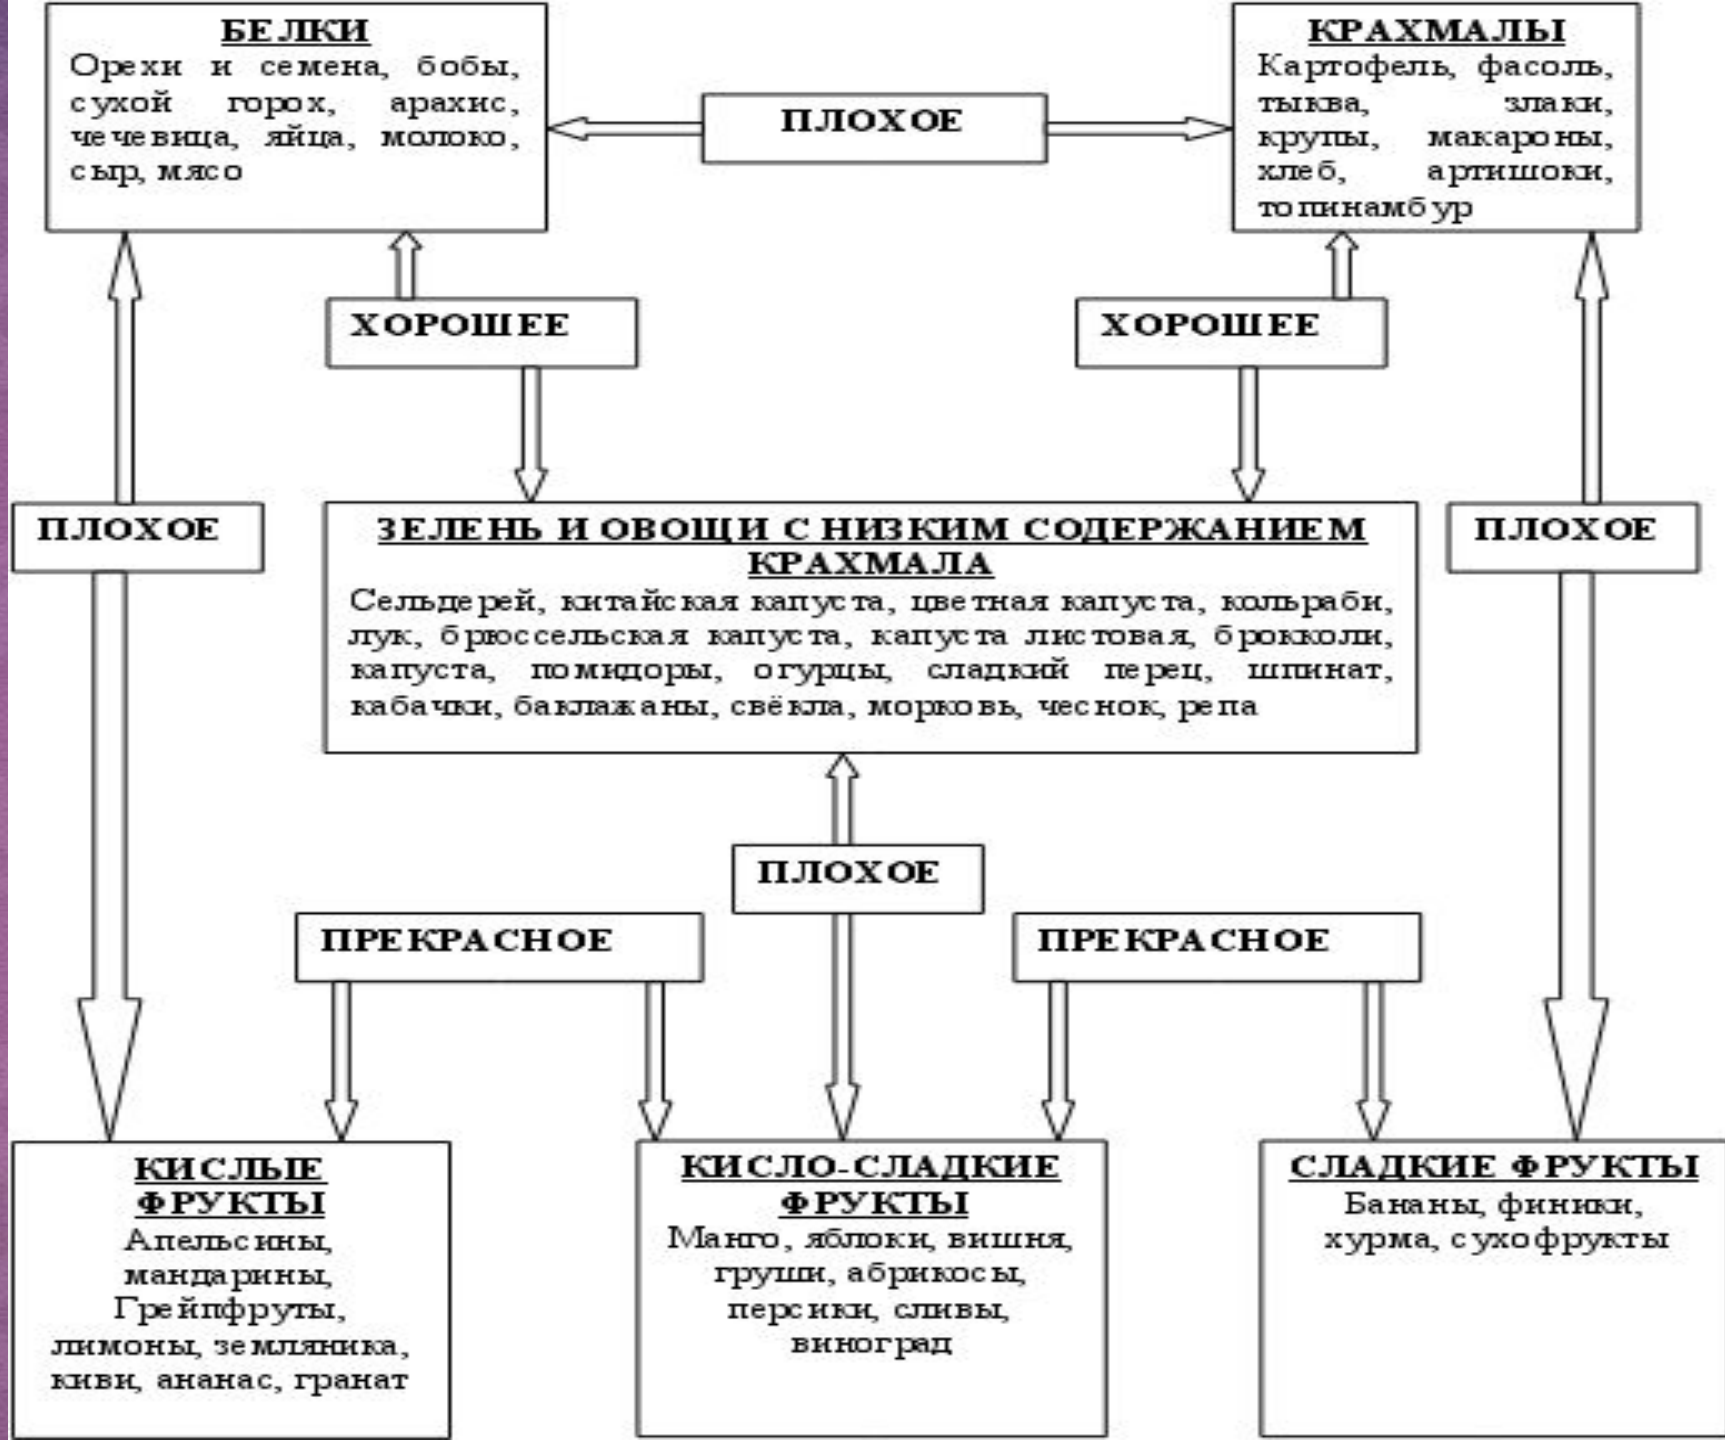 БЕЛКИ
Орехи и семена, бобы,
сухой горох, арахис,
чечевица, яйца, молоко,
сыр, мясо
ПЛОХОЕ
КРАХМАЛЫ
Картофель, фасоль,
тыква, злаки,
крупы, макароны,
хлеб, артишоки,
топинамбур
ХОРОШЕЕ
ХОРОШЕЕ
ПЛОХОЕ
ЗЕЛЕНЬ И ОВОЩИ С НИЗКИМ СОДЕРЖАНИЕМ
КРАХМАЛА
Сельдерей, китайская капуста, цветная капуста, кольраби,
лук, брюссельская капуста, капуста листовая, брокколи,
капуста, помидоры, огурцы, сладкий перец, шпинат,
кабачки, баклажаны, свёкла, морковь, чеснок, репа
ПЛОХОЕ
ПЛОХОЕ
ПРЕКРАСНОЕ
ПРЕКРАСНОЕ
КИСЛЫЕ
ФРУКТЫ
Апельсины,
мандарины,
Грейпфруты,
лимоны, земляника,
киви, ананас, гранат
КИСЛО-СЛАДКИЕ
ФРУКТЫ
Манго, яблоки, вишня,
груши, абрикосы,
персики, сливы,
виноград
СЛАДКИЕ ФРУКТЫ
Бананы, финики,
хурма, сухофрукты